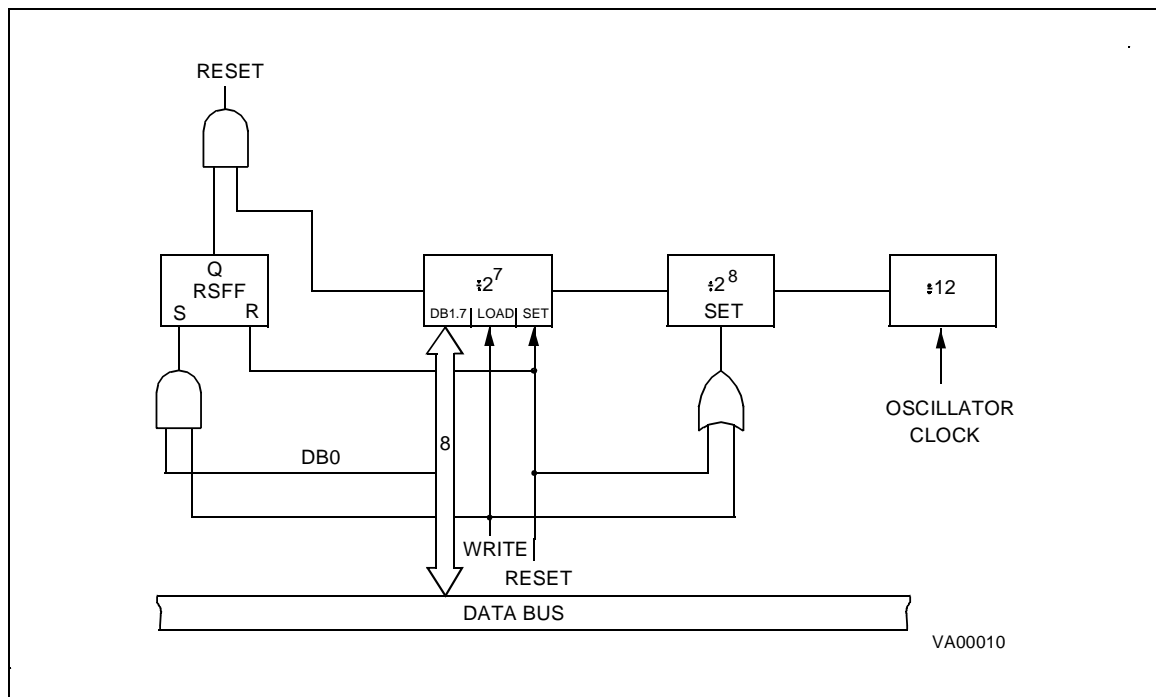 RESET
Q
RSFF
S R
÷2⁷
DB1.7 LOAD SET
÷2⁸
SET
÷12
OSCILLATOR
CLOCK
8
DB0
WRITE
RESET
DATA BUS
VA00010